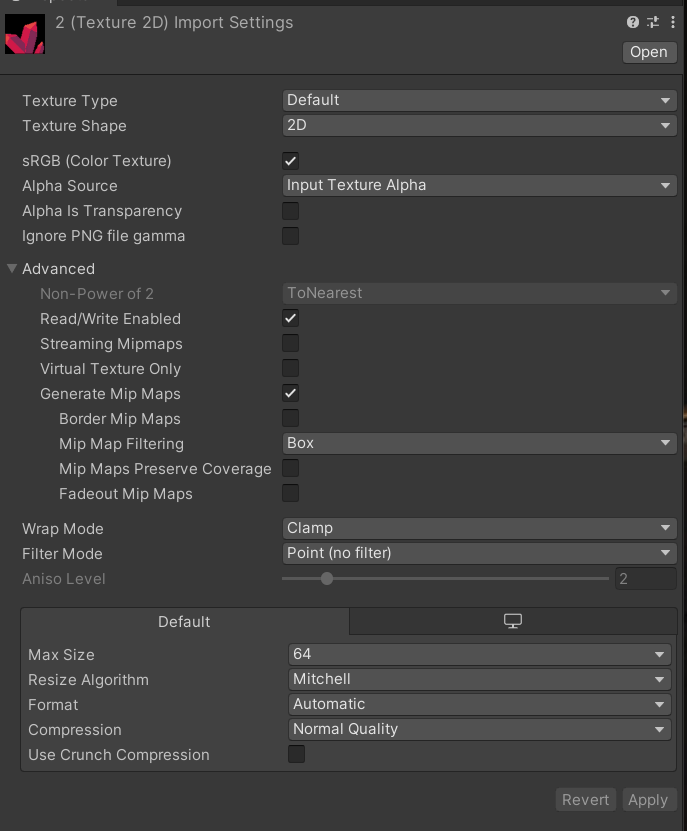 2 (Texture 2D) Import Settings
Open
Texture Type Default
Texture Shape 2D
sRGB (Color Texture)
Alpha Source Input Texture Alpha
Alpha Is Transparency
Ignore PNG file gamma
Advanced
Non-Power of 2 ToNearest
Read/Write Enabled
Streaming Mipmaps
Virtual Texture Only
Generate Mip Maps
Border Mip Maps
Mip Map Filtering Box
Mip Maps Preserve Coverage
Fadeout Mip Maps
Wrap Mode Clamp
Filter Mode Point (no filter)
Aniso Level 2
Default
Max Size 64
Resize Algorithm Mitchell
Format Automatic
Compression Normal Quality
Use Crunch Compression
Revert Apply